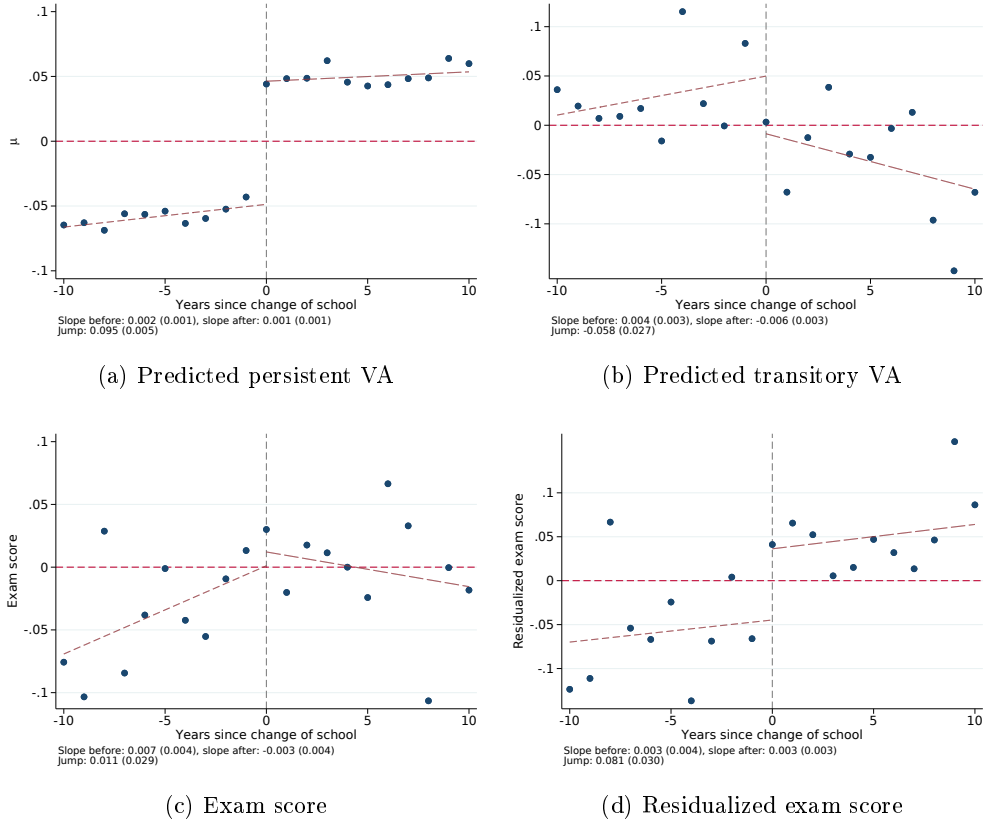 .1
.05
0
-.05
-.1
μ
-10 -5 0 5 10
Years since change of school
Slope before: 0.002 (0.001), slope after: 0.001 (0.001)
Jump: 0.095 (0.005)
(a) Predicted persistent VA
.1
.05
0
-.05
-.1
-10 -5 0 5 10
Years since change of school
Slope before: 0.004 (0.003), slope after: -0.006 (0.003)
Jump: -0.058 (0.027)
(b) Predicted transitory VA
.1
.05
0
-.05
-.1
Exam score
-10 -5 0 5 10
Years since change of school
Slope before: 0.007 (0.004), slope after: -0.003 (0.004)
Jump: 0.011 (0.029)
(c) Exam score
.1
.05
0
-.05
-.1
Residualized exam score
-10 -5 0 5 10
Years since change of school
Slope before: 0.003 (0.004), slope after: 0.003 (0.003)
Jump: 0.081 (0.030)
(d) Residualized exam score